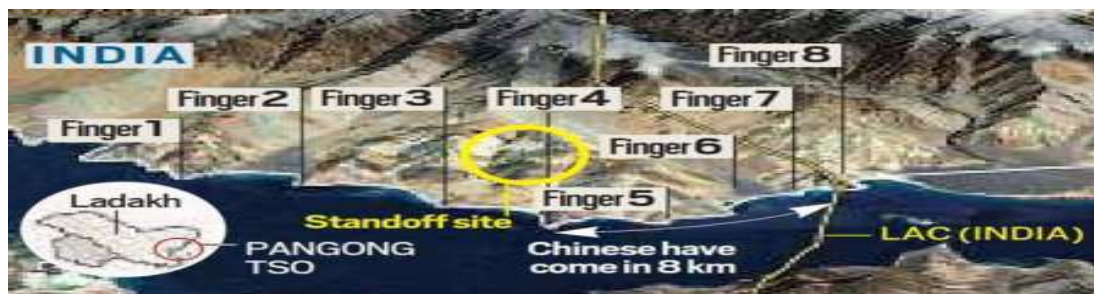 INDIA
Finger 8
Finger 2
Finger 3
Finger 4
Finger 7
Finger 1
Finger 6
Finger 5
Ladakh
Standoff site
PANGONG
TSO
Chinese have
come in 8 km
LAC (INDIA)